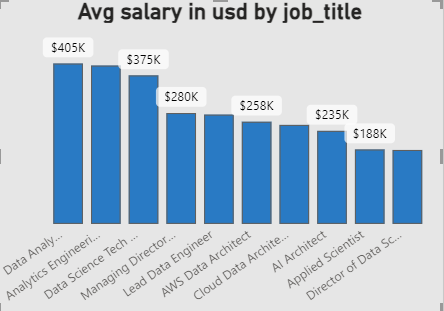 Avg salary in usd by job_title
$405K
$375K
$280K
$258K
$235K
$188K
Data Analy...
Analytics Engineeri...
Data Science Tech ...
Managing Director...
Lead Data Engineer
AWS Data Architect
Cloud Data Archite...
AI Architect
Applied Scientist
Director of Data Sc...